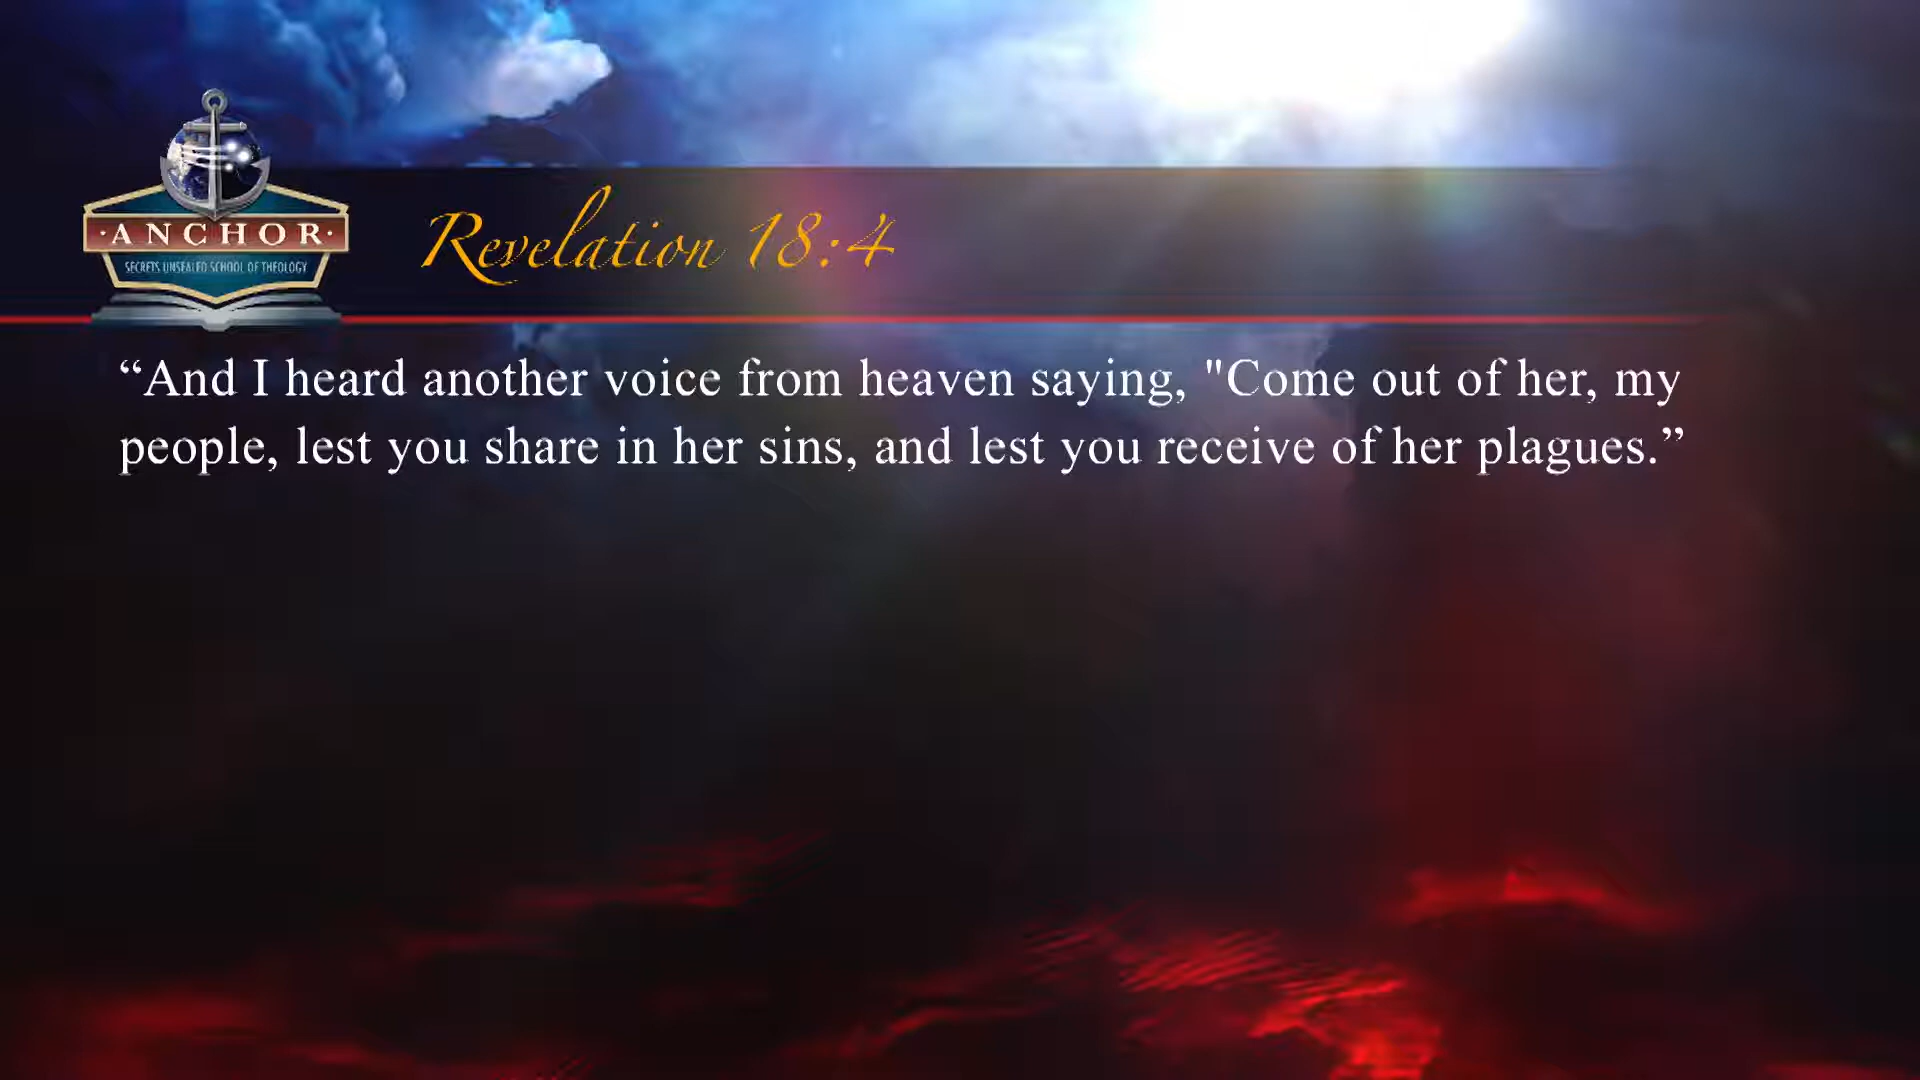 ·ANCHOR·
SECRETS UNSEALED SCHOOL OF THEOLOGY
Revelation 18:4
“And I heard another voice from heaven saying, "Come out of her, my
people, lest you share in her sins, and lest you receive of her plagues.”